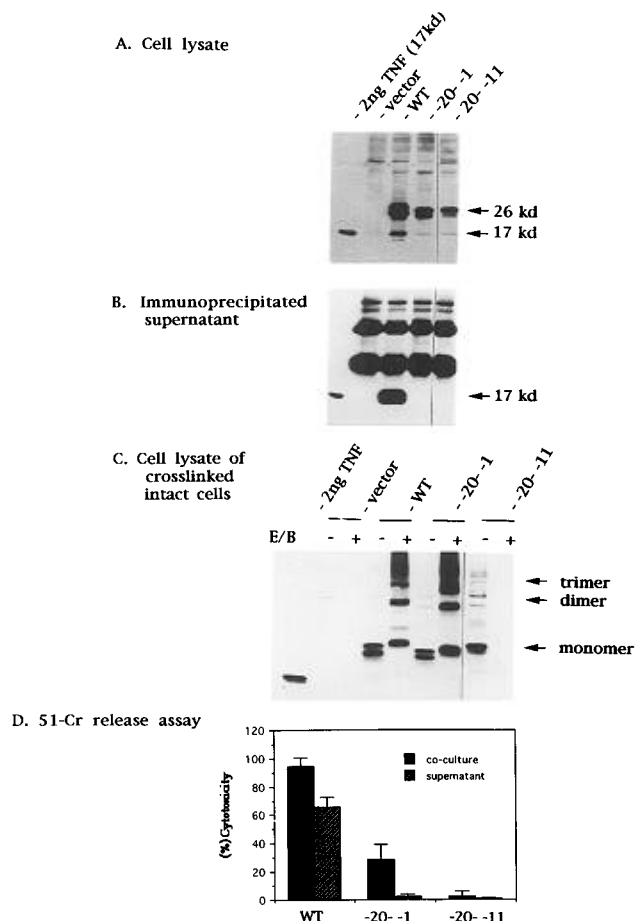 A. Cell lysate
- 2ng TNF (17kd)
- vector
- WT
- -20- -1
- -20- -11
26 kd
17 kd
B. Immunoprecipitated
supernatant
17 kd
C. Cell lysate of
crosslinked
intact cells
- 2ng TNF
- vector
- WT
- -20- -1
- -20- -11
E/B - + - + - + - +
trimer
dimer
monomer
D. 51-Cr release assay
(%)Cytotoxicity
120
100
80
60
40
20
0
co-culture
supernatant
WT -20- -1 -20- -11